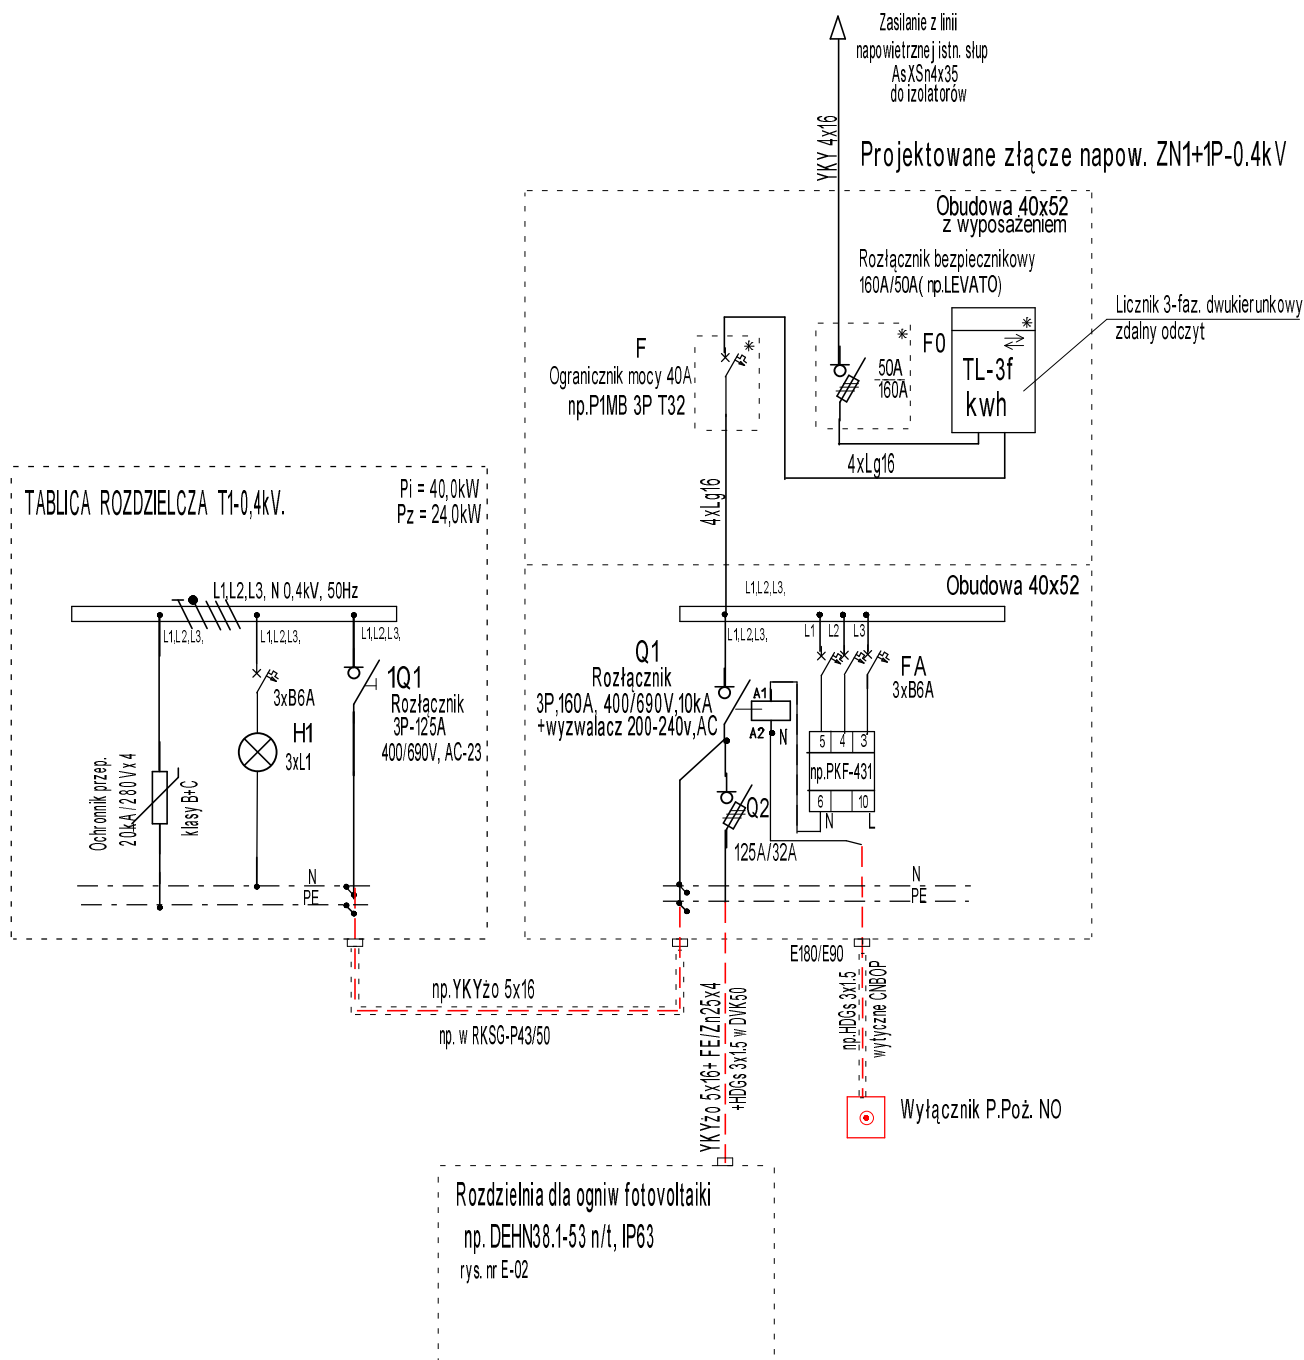 Zasilanie z linii
napowietrznej istn. słup
AsXSn4x35
do izolatorów
YKY 4x16
Projektowane złącze napow. ZN1+1P-0.4kV
Obudowa 40x52
z wyposażeniem
Rozłącznik bezpiecznikowy
160A/50A( np.LEVATO)
Licznik 3-faz. dwukierunkowy
zdalny odczyt
F
Ogranicznik mocy 40A
np.P1MB 3P T32
*
*
50A
160A
F0
*
TL-3f
kwh
4xLg16
4xLg16
TABLICA ROZDZIELCZA T1-0,4kV.
Pi = 40,0kW
Pz = 24,0kW
L1,L2,L3, N 0,4kV, 50Hz
L1,L2,L3,
L1,L2,L3,
L1,L2,L3,
3xB6A
H1
3xL1
1Q1
Rozłącznik
3P-125A
400/690V, AC-23
Ochronnik przep.
20kA/280Vx4
klasy B+C
N
PE
Obudowa 40x52
L1,L2,L3,
L1,L2,L3,
L1
L2
L3
Q1
Rozłącznik
3P,160A, 400/690V,10kA
+wyzwalacz 200-240v,AC
A1
A2
N
FA
3xB6A
5
4
3
np.PKF-431
6
10
N
L
Q2
125A/32A
N
PE
E180/E90
np.YKYżo 5x16
np. w RKSG-P43/50
YKYżo 5x16+ FE/Zn25x4
+HDGs 3x1.5 w DVK50
np.HDGs 3x1.5
wytyczne CNBOP
Wyłącznik P.Poż. NO
Rozdzielnia dla ogniw fotovoltaiki
np. DEHN38.1-53 n/t, IP63
rys. nr E-02